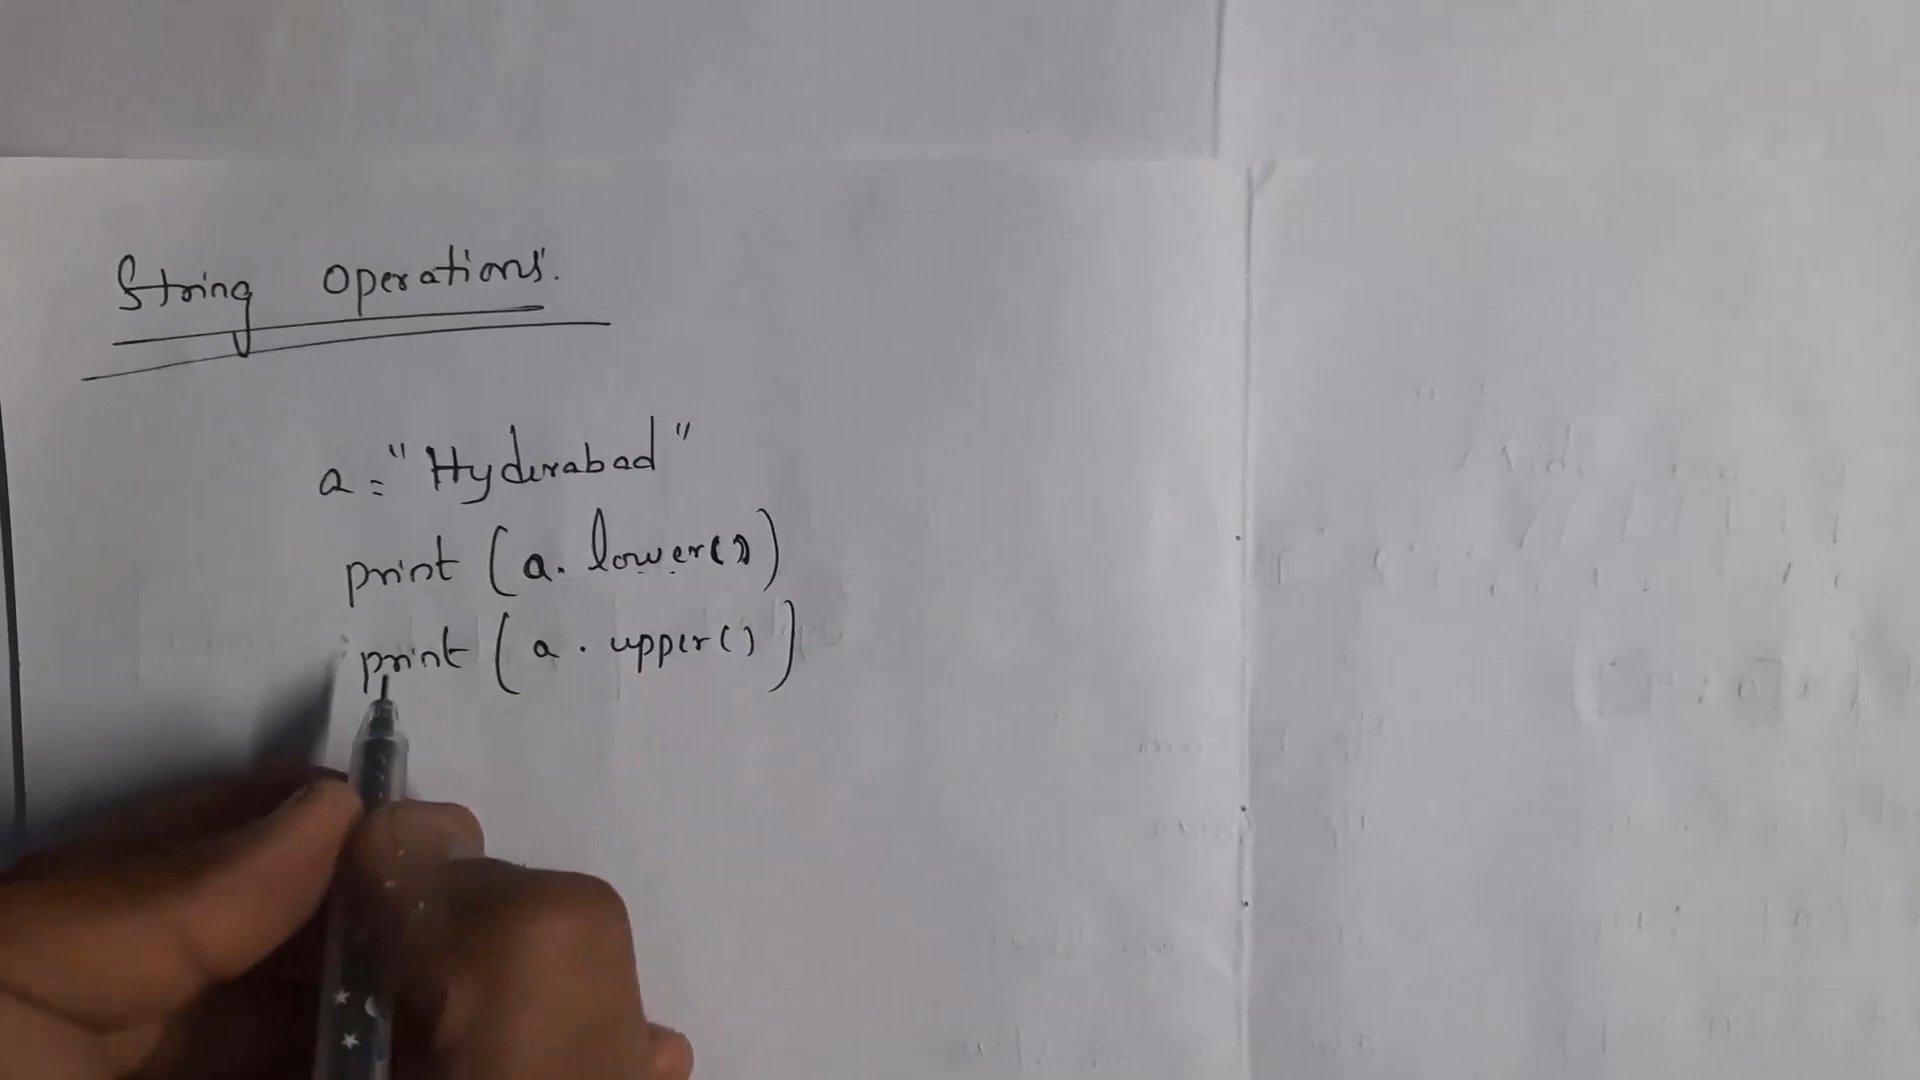 String Operations.
a = "Hyderabad"
print (a. lower())
print (a. upper())